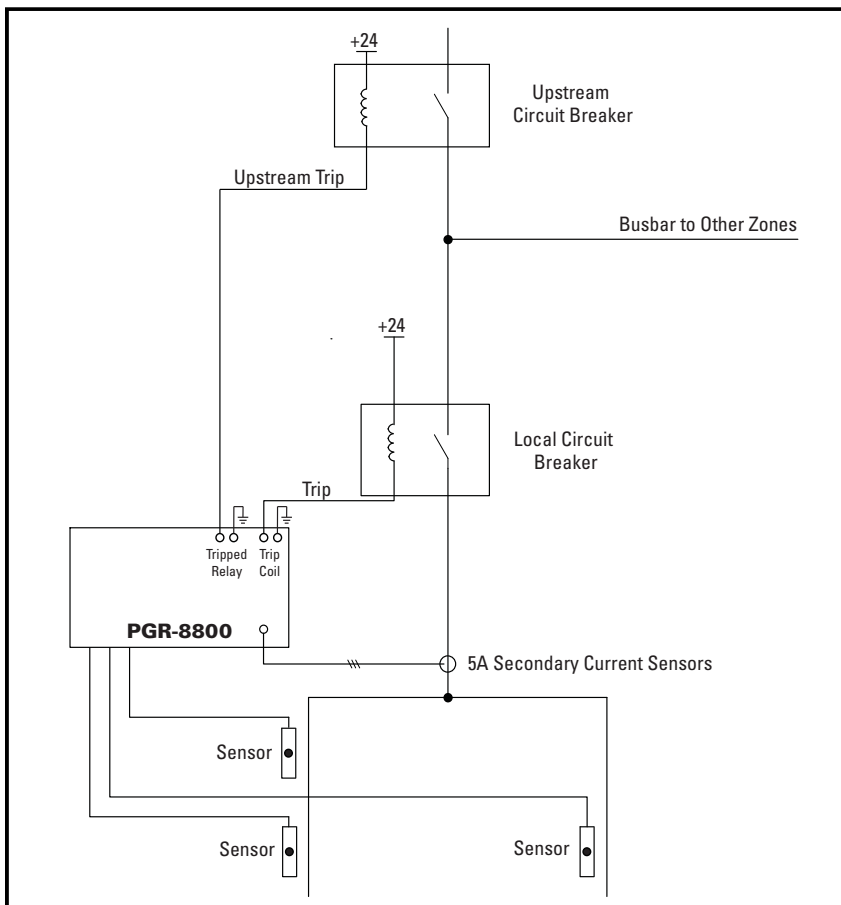 +24
Upstream
Circuit Breaker
Upstream Trip
Busbar to Other Zones
+24
Local Circuit
Breaker
Trip
Tripped
Relay
Trip
Coil
PGR-8800
5A Secondary Current Sensors
Sensor
Sensor
Sensor